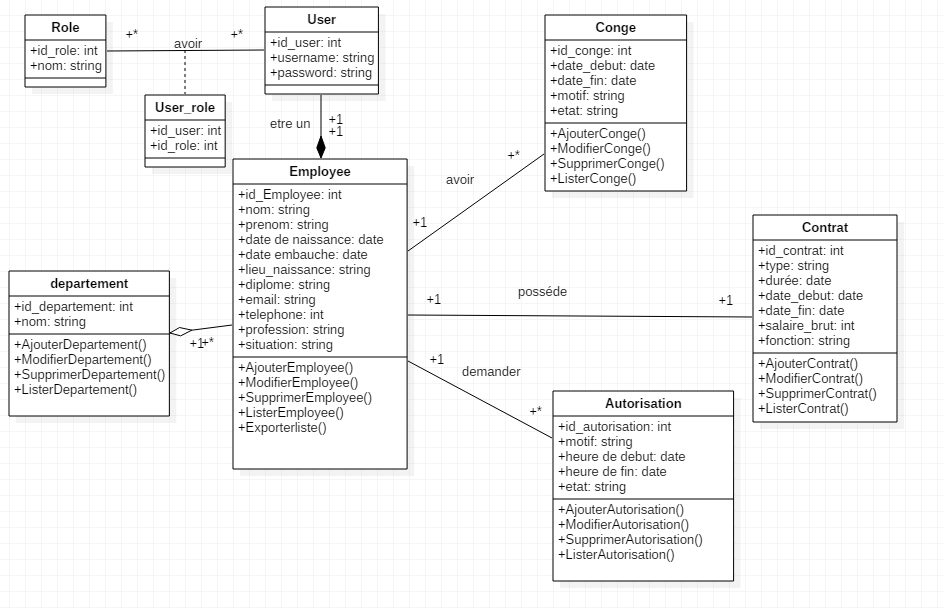 Role
+id_role: int
+nom: string
+*
avoir
+*
User
+id_user: int
+username: string
+password: string
User_role
+id_user: int
+id_role: int
etre un
+1
+1
Employee
+id_Employee: int
+nom: string
+prenom: string
+date de naissance: date
+date embauche: date
+lieu_naissance: string
+diplome: string
+email: string
+telephone: int
+profession: string
+situation: string
+AjouterEmployee()
+ModifierEmployee()
+SupprimerEmployee()
+ListerEmployee()
+Exporterliste()
departement
+id_departement: int
+nom: string
+AjouterDepartement()
+ModifierDepartement()
+SupprimerDepartement()
+ListerDepartement()
+1
+*
avoir
+1
+*
Conge
+id_conge: int
+date_debut: date
+date_fin: date
+motif: string
+etat: string
+AjouterConge()
+ModifierConge()
+SupprimerConge()
+ListerConge()
+1
posséde
+1
Contrat
+id_contrat: int
+type: string
+durée: date
+date_debut: date
+date_fin: date
+salaire_brut: int
+fonction: string
+AjouterContrat()
+ModifierContrat()
+SupprimerContrat()
+ListerContrat()
+1
demander
+*
Autorisation
+id_autorisation: int
+motif: string
+heure de debut: date
+heure de fin: date
+etat: string
+AjouterAutorisation()
+ModifierAutorisation()
+SupprimerAutorisation()
+ListerAutorisation()